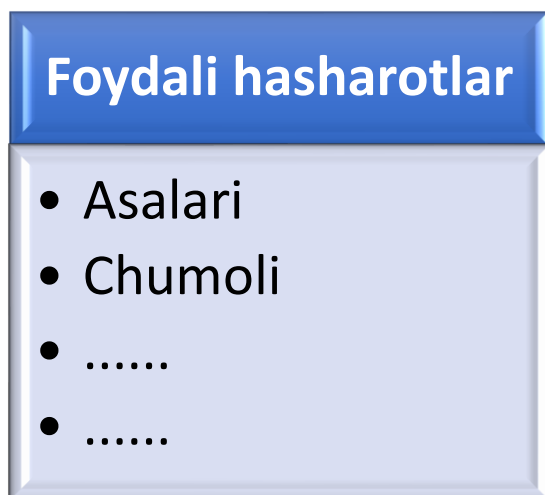 Foydali hasharotlar
• Asalari
• Chumoli
• ......
• ......